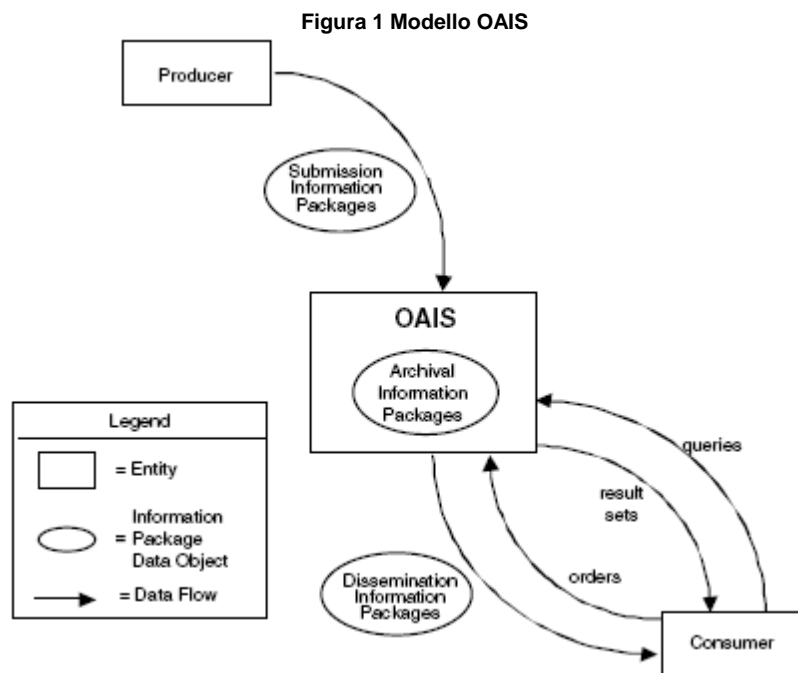 Figura 1 Modello OAIS
Producer
Submission
Information
Packages
OAIS
Archival
Information
Packages
Legend
= Entity
Information
= Package
Data Object
= Data Flow
queries
result
sets
orders
Dissemination
Information
Packages
Consumer